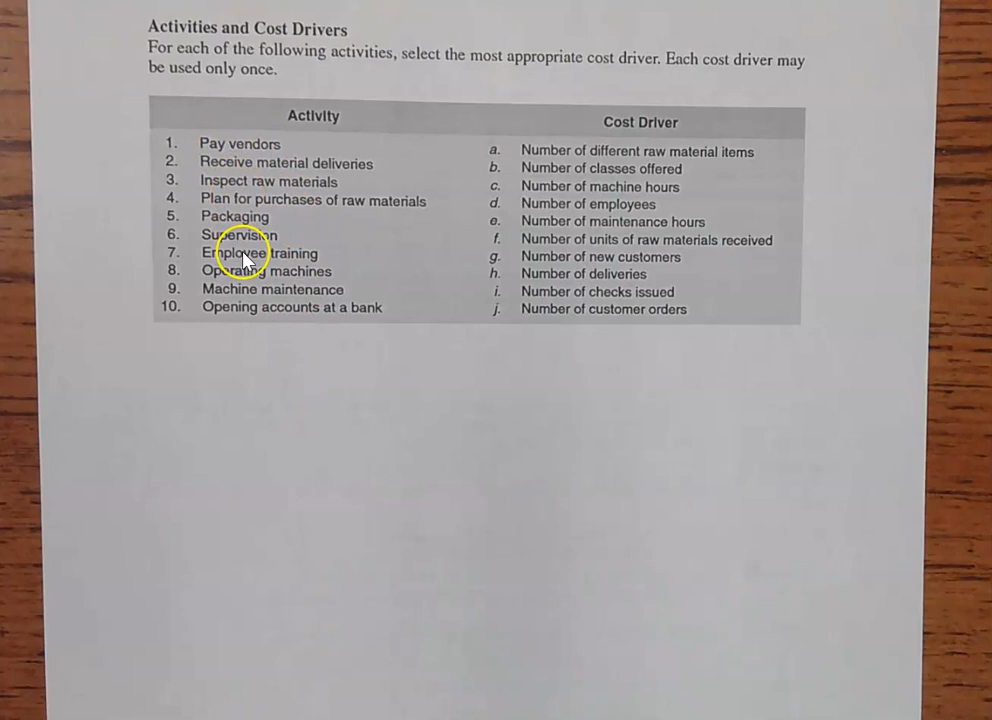 Activities and Cost Drivers
For each of the following activities, select the most appropriate cost driver. Each cost driver may
be used only once.
Activity
Cost Driver
1. Pay vendors
2. Receive material deliveries
3. Inspect raw materials
4. Plan for purchases of raw materials
5. Packaging
6. Supervision
7. Employee training
8. Operating machines
9. Machine maintenance
10. Opening accounts at a bank
a. Number of different raw material items
b. Number of classes offered
c. Number of machine hours
d. Number of employees
e. Number of maintenance hours
f. Number of units of raw materials received
g. Number of new customers
h. Number of deliveries
i. Number of checks issued
j. Number of customer orders